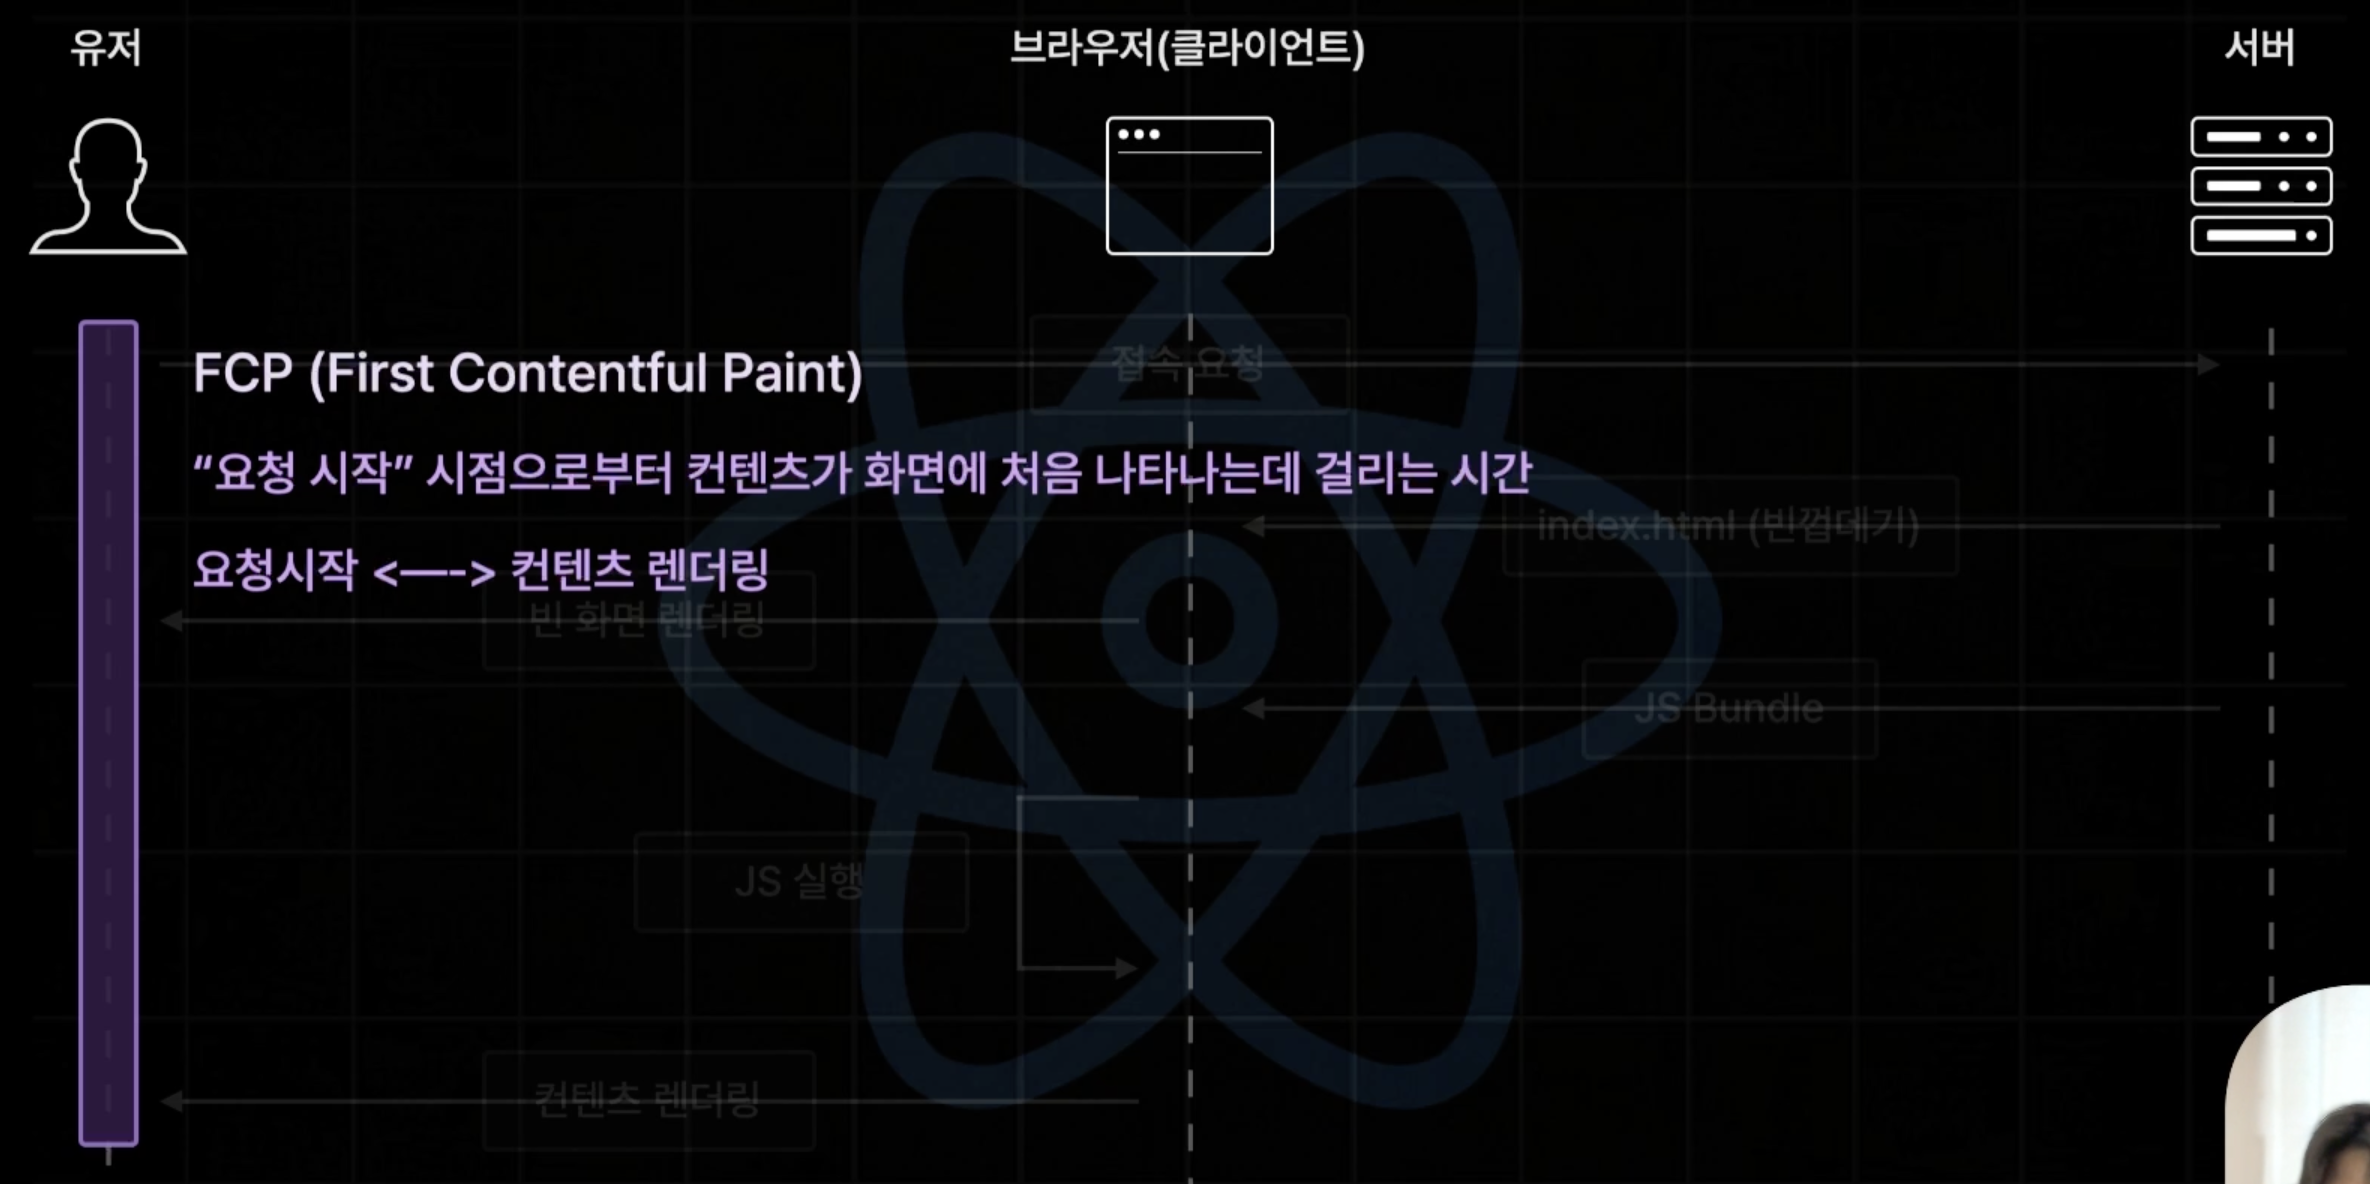 유저
브라우저(클라이언트)
서버
접속 요청
FCP (First Contentful Paint)
“요청 시작” 시점으로부터 컨텐츠가 화면에 처음 나타나는데 걸리는 시간
index.html (빈껍데기)
요청시작 <—-> 컨텐츠 렌더링
빈 화면 렌더링
JS Bundle
JS 실행
컨텐츠 렌더링